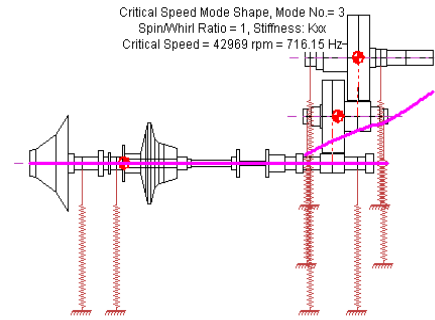 Critical Speed Mode Shape, Mode No.= 3
Spin/Whirl Ratio = 1, Stiffness: Kxx
Critical Speed = 42969 rpm = 716.15 Hz